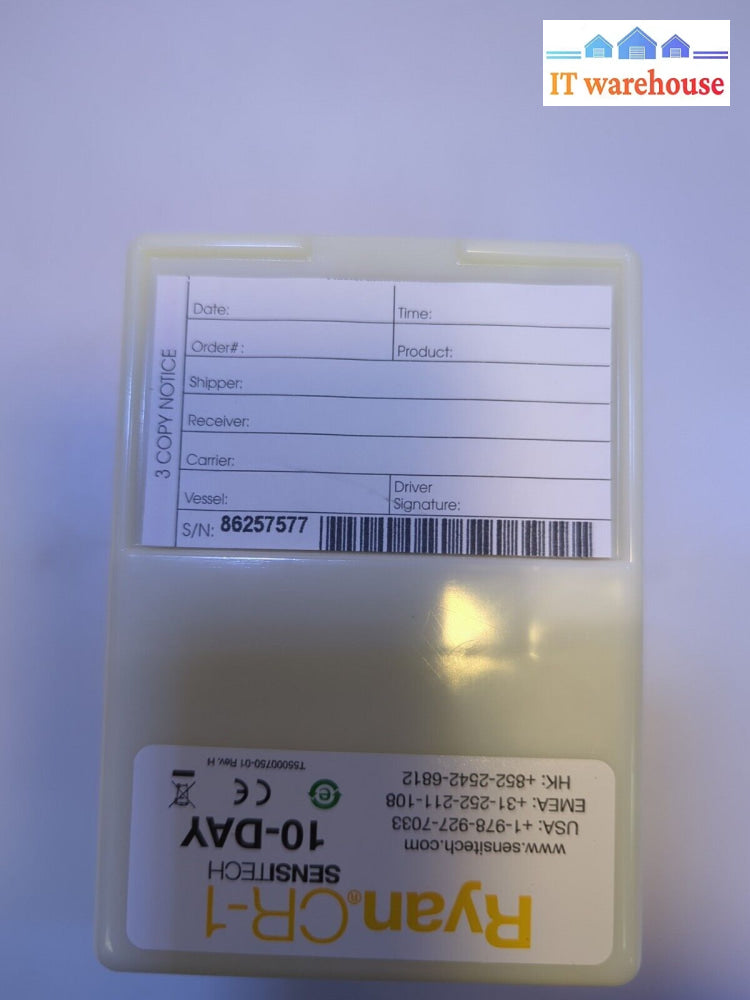 IT warehouse
3 COPY NOTICE
Date:
Time:
Order#:
Product:
Shipper:
Receiver:
Carrier:
Vessel:
Driver
Signature:
S/N: 86257577
Ryan® CR-1
SENSITECH
10-DAY
www.sensitech.com
USA: +1-978-927-7033
EMEA: +31-252-211-108
HK: +852-2542-6812
CE
e
T55000750-01 Rev. H